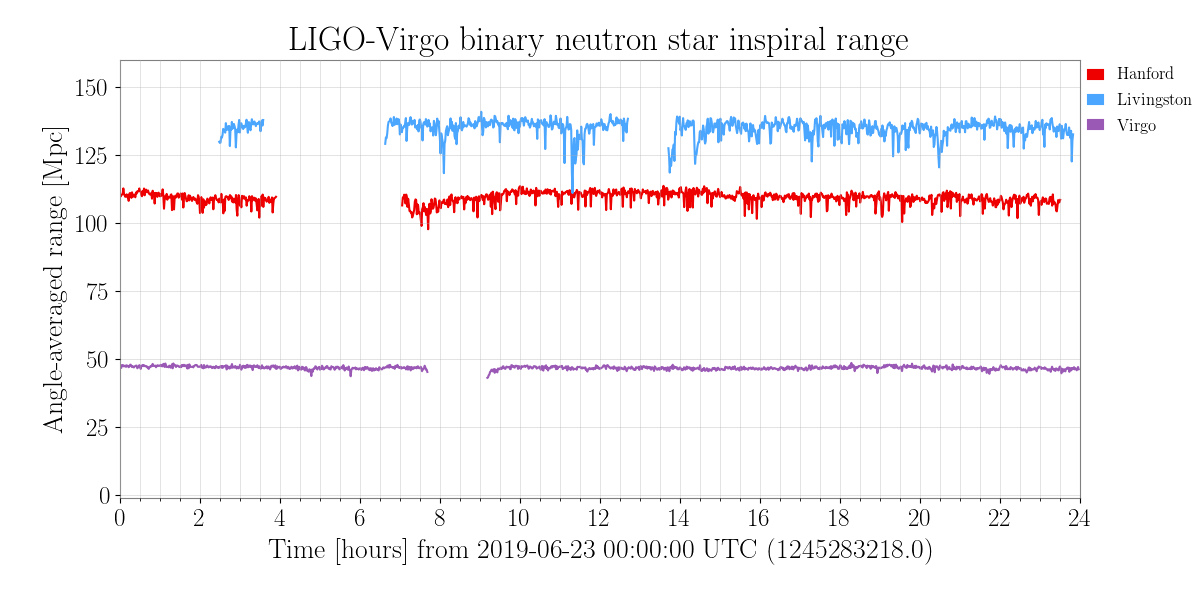 LIGO-Virgo binary neutron star inspiral range
Angle-averaged range [Mpc]
150
125
100
75
50
25
0
0 2 4 6 8 10 12 14 16 18 20 22 24
Time [hours] from 2019-06-23 00:00:00 UTC (1245283218.0)
Hanford
Livingston
Virgo